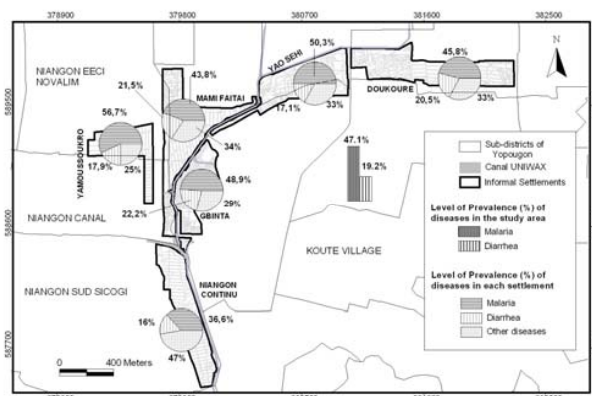 378900 379800 380700 381600 382500
50,3%
45,8%
N
NIANGON EECI
NOVALIM
43,8%
YAO SEHI
21,5%
MAMI FAITAI
DOUKOURE
589500
56,7%
17,1%
33%
20,5%
33%
YAMOUSSOUKRO
34%
47.1%
17,9%
25%
19.2%
48,9%
29%
22,2%
GBINTA
588600
NIANGON CANAL
KOUTE VILLAGE
NIANGON SUD SICOGI
NIANGON
CONTINU
16%
36,6%
47%
587700
0 400 Meters
Sub-districts of
Yopougon
Canal UNIWAX
Informal Settlements
Level of Prevalence (%) of
diseases in the study area
Malaria
Diarrhea
Level of Prevalence (%) of
diseases in each settlement
Malaria
Diarrhea
Other diseases